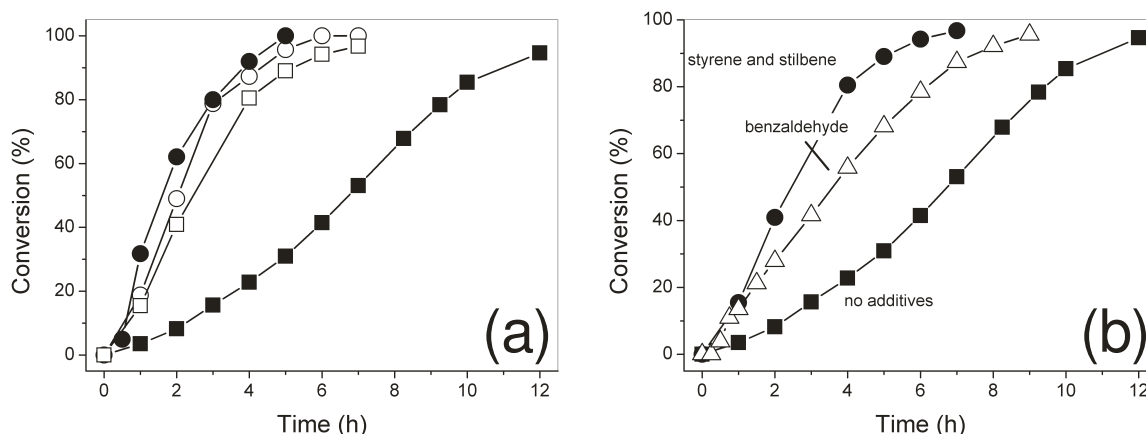 100
80
60
40
20
0
Conversion (%)
0 2 4 6 8 10 12
Time (h)
(a)
100
80
60
40
20
0
Conversion (%)
styrene and stilbene
benzaldehyde
no additives
0 2 4 6 8 10 12
Time (h)
(b)